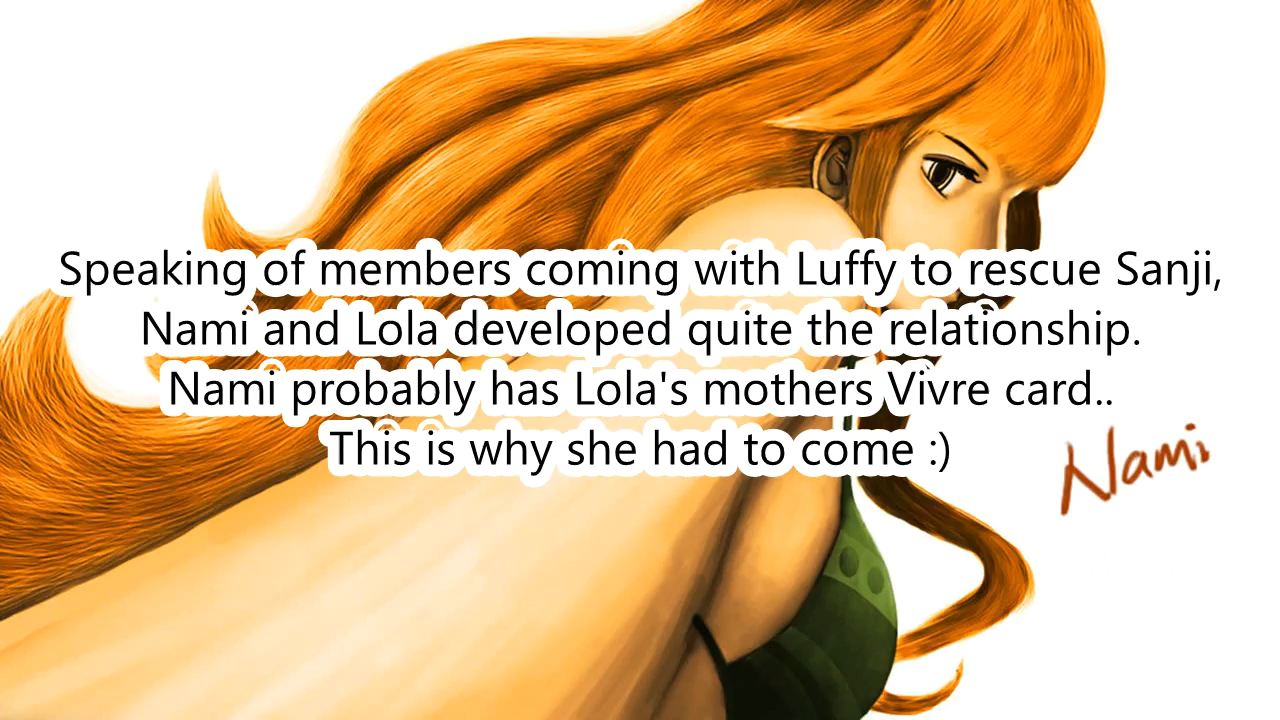 Speaking of members coming with Luffy to rescue Sanji,
Nami and Lola developed quite the relationship.
Nami probably has Lola's mothers Vivre card..
This is why she had to come :)
Nami